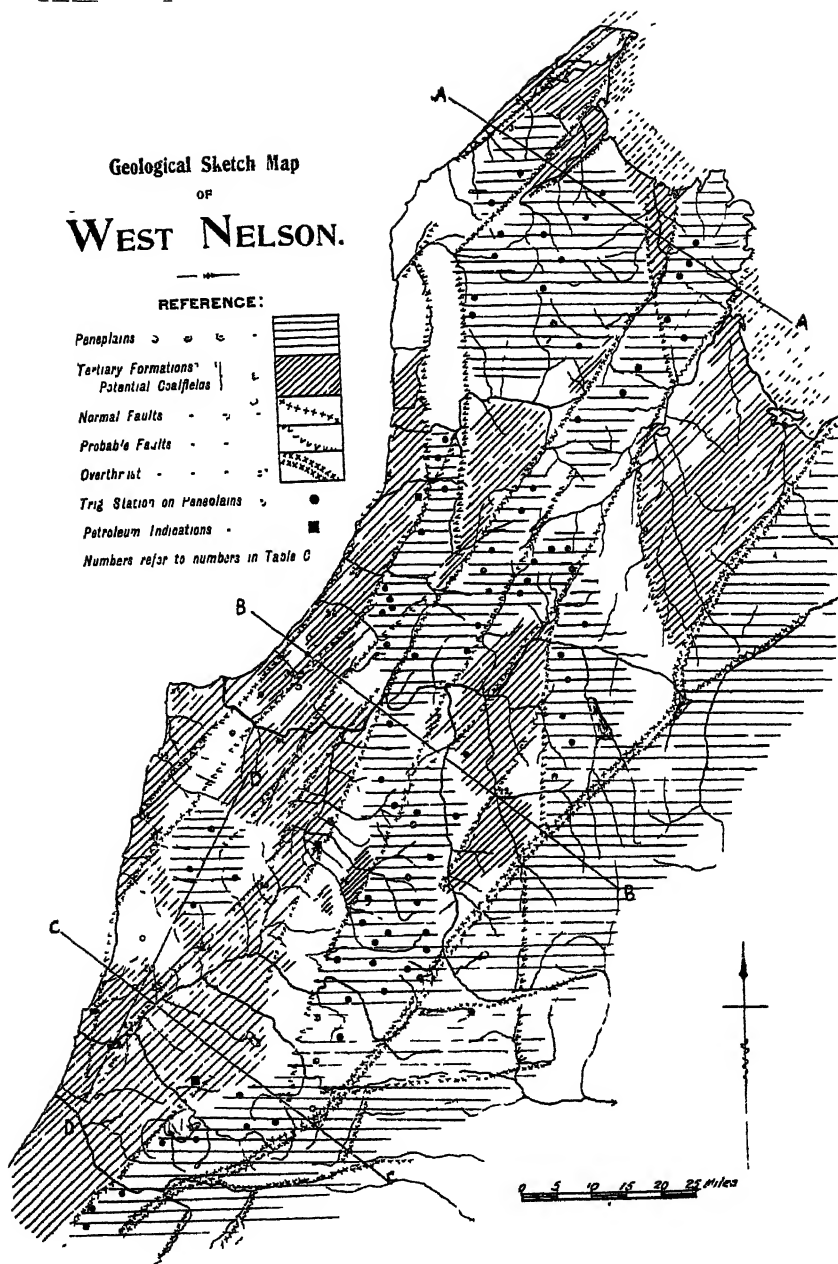 Geological Sketch Map
OF
WEST NELSON.
REFERENCE:
Peneplains
Tertiary Formations
Potential Coalfields
Normal Faults
Probable Faults
Overthrust
Trig Station on Peneplains
Petroleum Indications
Numbers refer to numbers in Table C
A
A
B
B
C
C
D
D
0 5 10 15 20 25 Miles